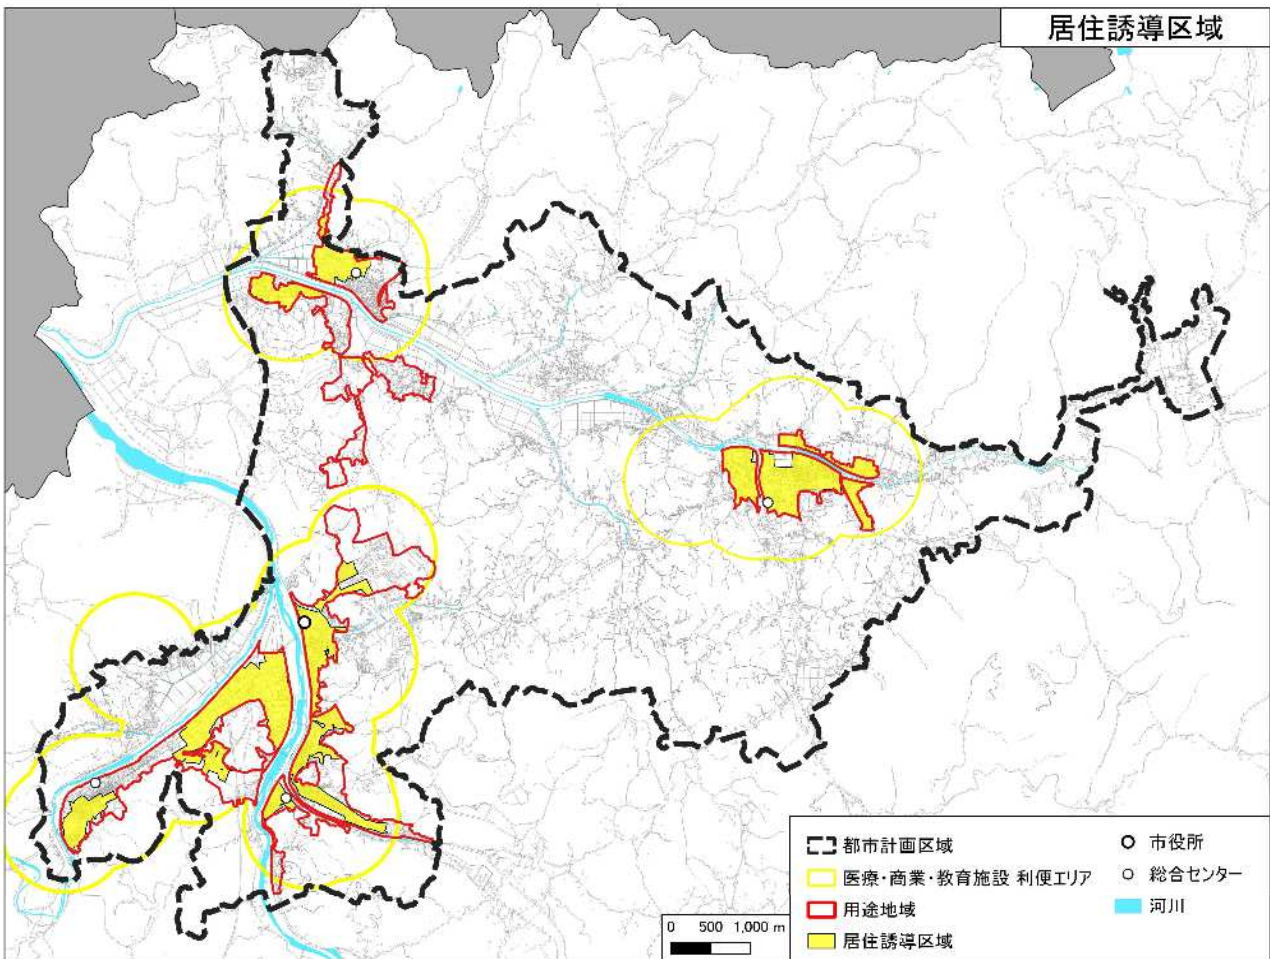 居住誘導区域
都市計画区域
医療・商業・教育施設 利便エリア
用途地域
居住誘導区域
市役所
総合センター
河川
0 500 1,000 m